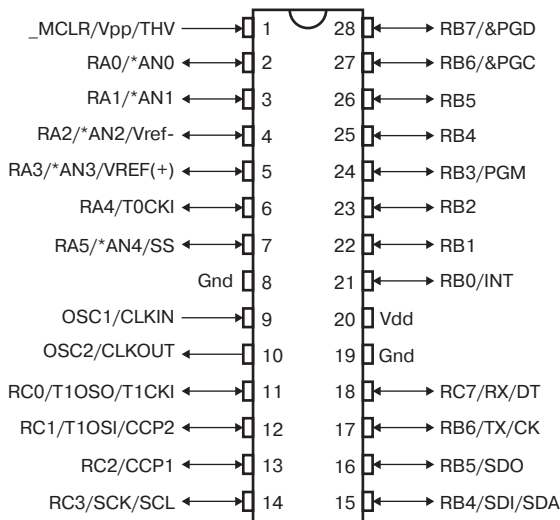 _MCLR/Vpp/THV 1 28 RB7/&PGD
RA0/*AN0 2 27 RB6/&PGC
RA1/*AN1 3 26 RB5
RA2/*AN2/Vref- 4 25 RB4
RA3/*AN3/VREF(+) 5 24 RB3/PGM
RA4/T0CKI 6 23 RB2
RA5/*AN4/SS 7 22 RB1
Gnd 8 21 RB0/INT
OSC1/CLKIN 9 20 Vdd
OSC2/CLKOUT 10 19 Gnd
RC0/T1OSO/T1CKI 11 18 RC7/RX/DT
RC1/T1OSI/CCP2 12 17 RB6/TX/CK
RC2/CCP1 13 16 RB5/SDO
RC3/SCK/SCL 14 15 RB4/SDI/SDA